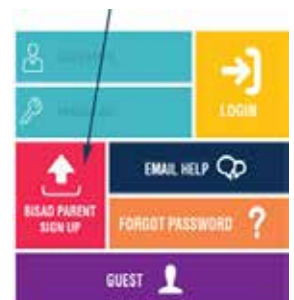 LOGIN
EMAIL HELP
BISAD PARENT
SIGN UP
FORGOT PASSWORD ?
GUEST